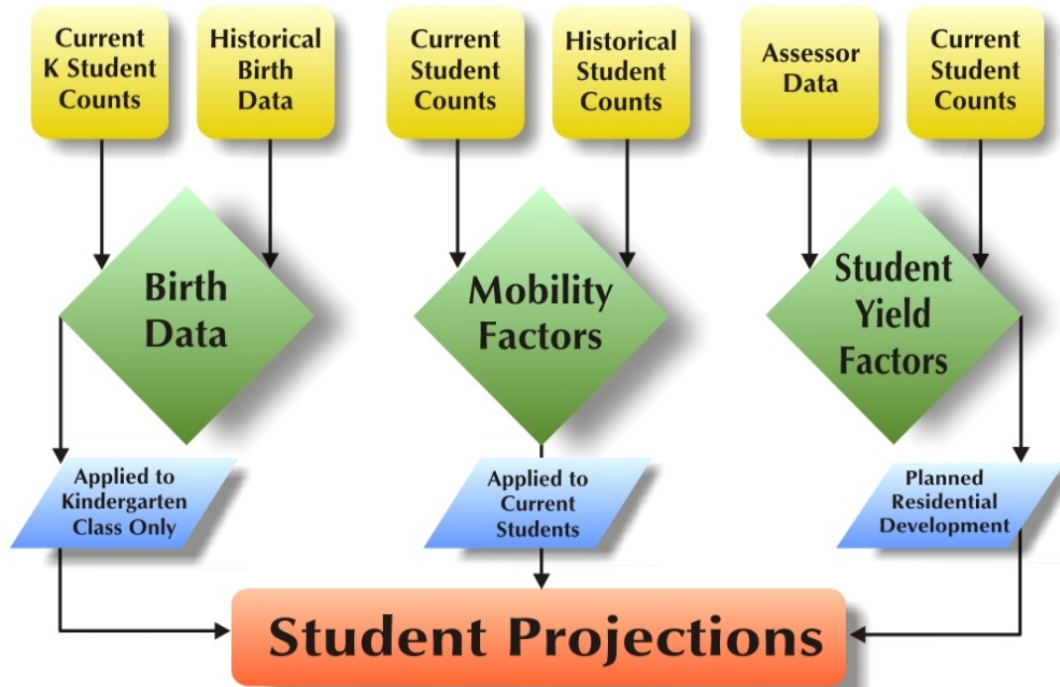 Current
K Student
Counts
Historical
Birth
Data
Current
Student
Counts
Historical
Student
Counts
Assessor
Data
Current
Student
Counts
Birth
Data
Mobility
Factors
Student
Yield
Factors
Applied to
Kindergarten
Class Only
Applied to
Current
Students
Planned
Residential
Development
Student Projections